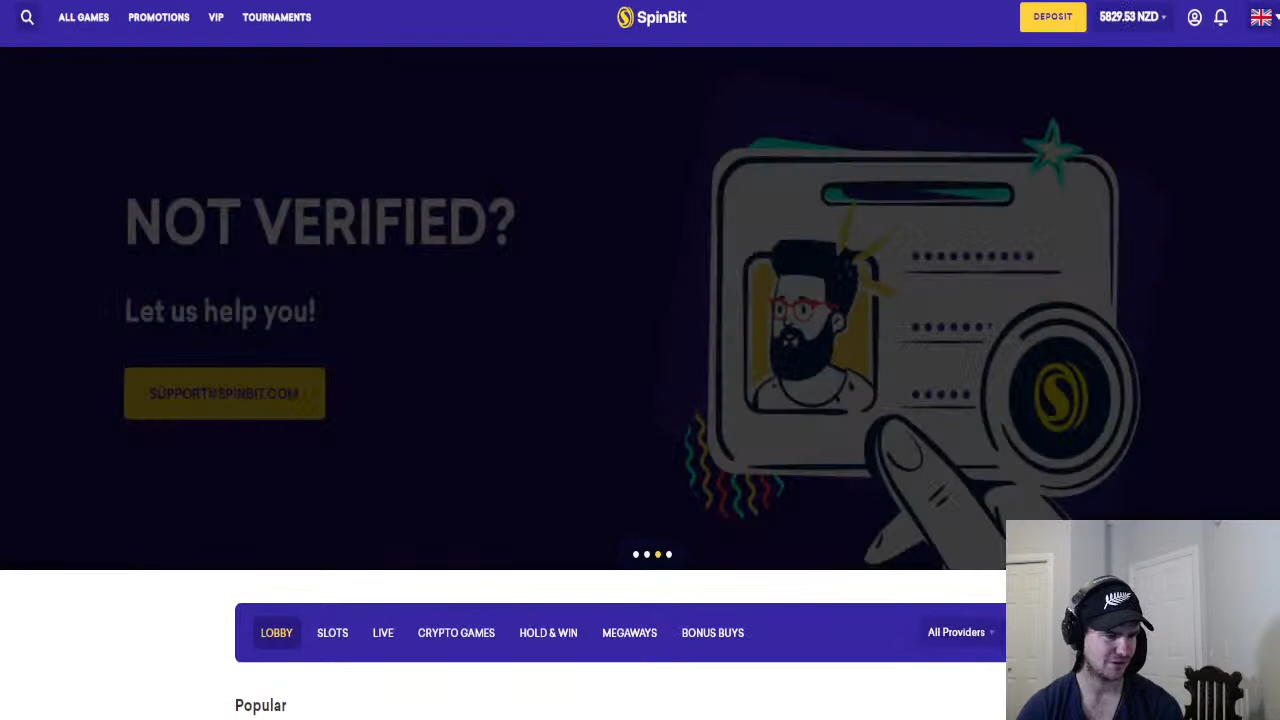 ALL GAMES PROMOTIONS VIP TOURNAMENTS SpinBit DEPOSIT 5829.53 NZD
NOT VERIFIED?
Let us help you!
SUPPORT@SPINBIT.COM
LOBBY SLOTS LIVE CRYPTO GAMES HOLD & WIN MEGAWAYS BONUS BUYS All Providers
Popular